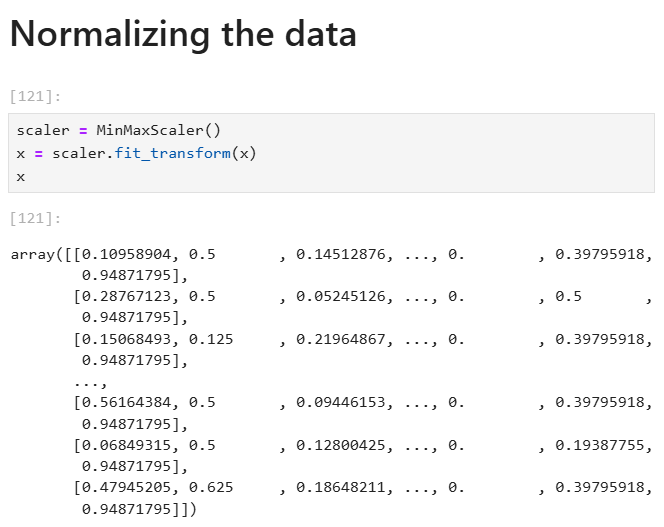 Normalizing the data
[121]:
scaler = MinMaxScaler()
x = scaler.fit_transform(x)
x
[121]:
array([[0.10958904, 0.5       , 0.14512876, ..., 0.        , 0.39795918,
        0.94871795],
       [0.28767123, 0.5       , 0.05245126, ..., 0.        , 0.5       ,
        0.94871795],
       [0.15068493, 0.125     , 0.21964867, ..., 0.        , 0.39795918,
        0.94871795],
       ...,
       [0.56164384, 0.5       , 0.09446153, ..., 0.        , 0.39795918,
        0.94871795],
       [0.06849315, 0.5       , 0.12800425, ..., 0.        , 0.19387755,
        0.94871795],
       [0.47945205, 0.625     , 0.18648211, ..., 0.        , 0.39795918,
        0.94871795]])